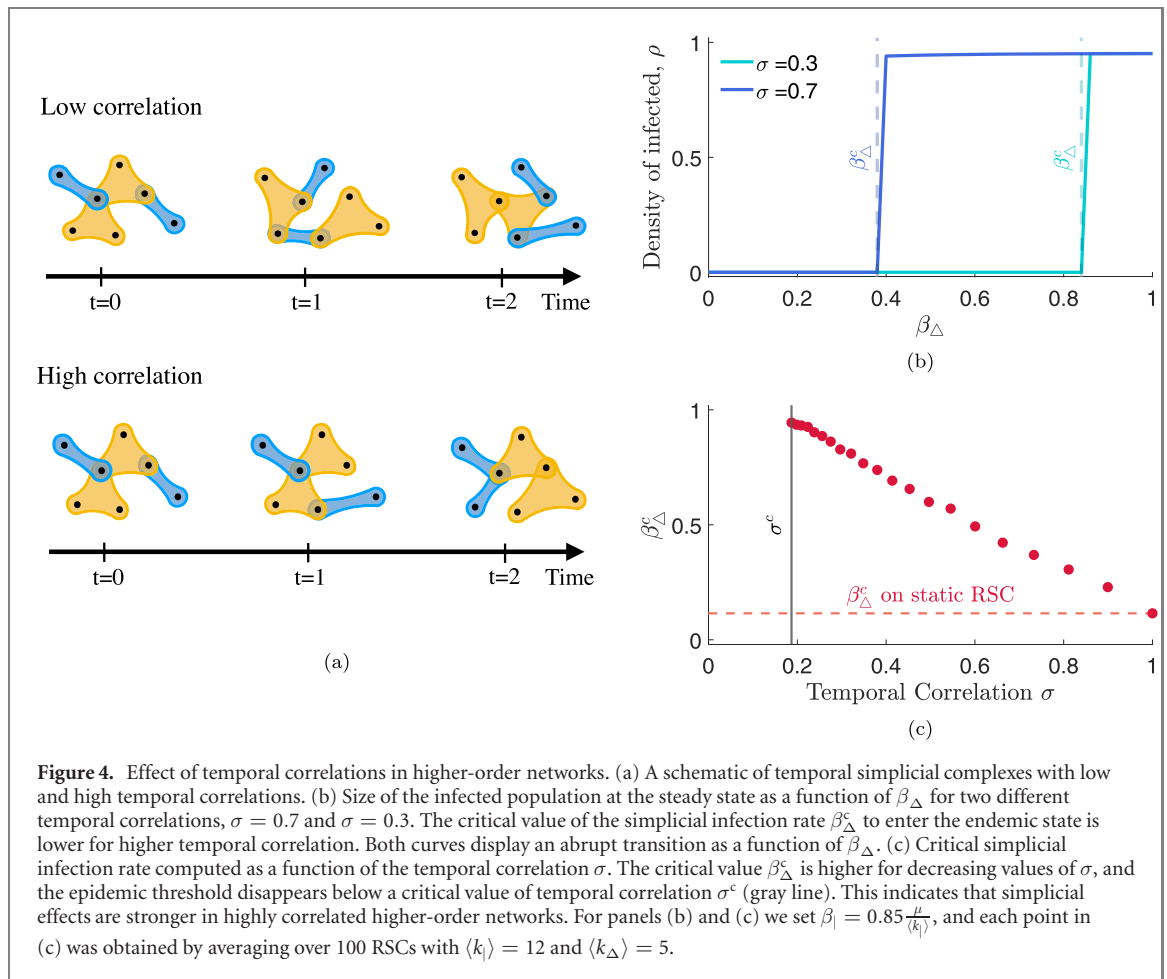 Low correlation
t=0
t=1
t=2
Time
High correlation
t=0
t=1
t=2
Time
(a)
Density of infected, ρ
1
0.5
0
σ =0.3
σ =0.7
β^c_△
β^c_△
0
0.2
0.4
0.6
0.8
1
β_△
(b)
β^c_△
1
0.5
0
σ^c
β^c_△ on static RSC
0
0.2
0.4
0.6
0.8
1
Temporal Correlation σ
(c)
Figure 4. Effect of temporal correlations in higher-order networks. (a) A schematic of temporal simplicial complexes with low
and high temporal correlations. (b) Size of the infected population at the steady state as a function of β_Δ for two different
temporal correlations, σ = 0.7 and σ = 0.3. The critical value of the simplicial infection rate β^c_Δ to enter the endemic state is
lower for higher temporal correlation. Both curves display an abrupt transition as a function of β_Δ. (c) Critical simplicial
infection rate computed as a function of the temporal correlation σ. The critical value β^c_Δ is higher for decreasing values of σ, and
the epidemic threshold disappears below a critical value of temporal correlation σ^c (gray line). This indicates that simplicial
effects are stronger in highly correlated higher-order networks. For panels (b) and (c) we set β_| = 0.85 μ/⟨k_|⟩, and each point in
(c) was obtained by averaging over 100 RSCs with ⟨k_|⟩ = 12 and ⟨k_Δ⟩ = 5.